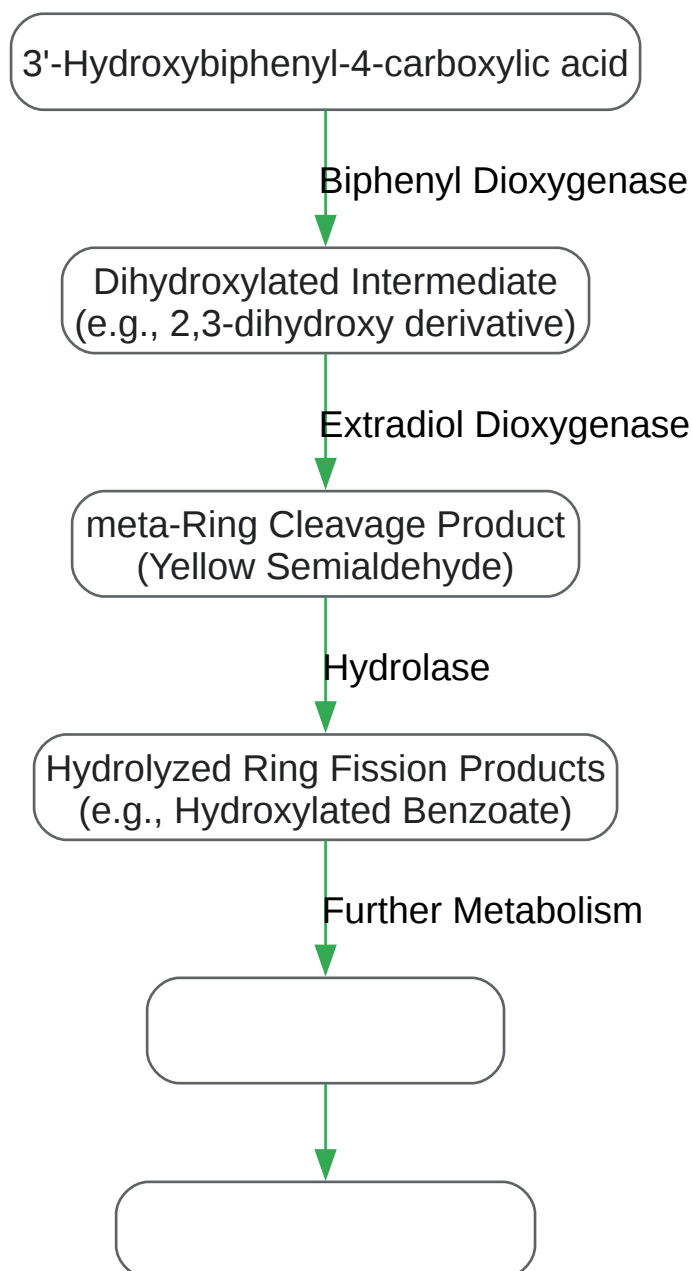 3'-Hydroxybiphenyl-4-carboxylic acid
Biphenyl Dioxygenase
Dihydroxylated Intermediate
(e.g., 2,3-dihydroxy derivative)
Extradiol Dioxygenase
meta-Ring Cleavage Product
(Yellow Semialdehyde)
Hydrolase
Hydrolyzed Ring Fission Products
(e.g., Hydroxylated Benzoate)
Further Metabolism